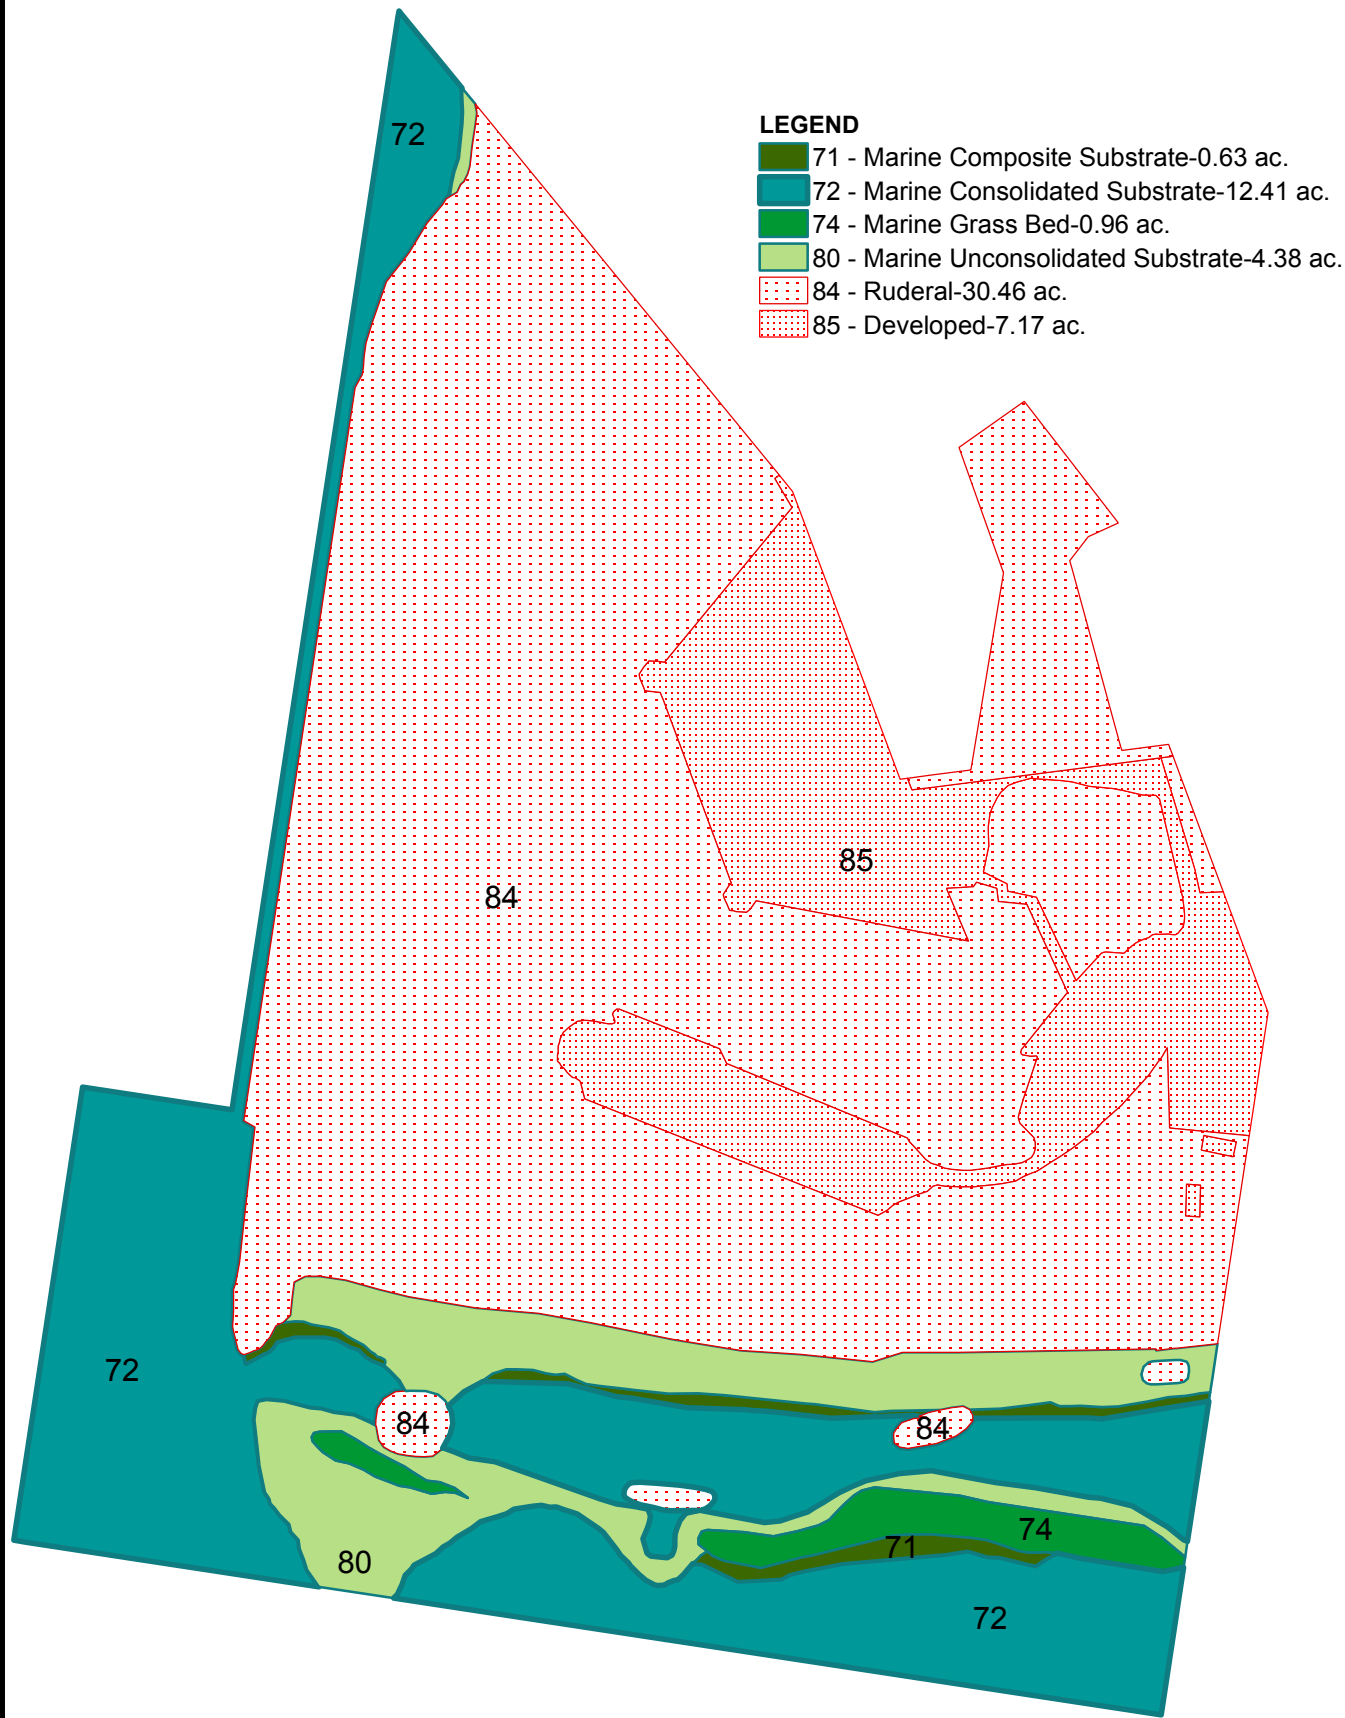 72
LEGEND
71 - Marine Composite Substrate-0.63 ac.
72 - Marine Consolidated Substrate-12.41 ac.
74 - Marine Grass Bed-0.96 ac.
80 - Marine Unconsolidated Substrate-4.38 ac.
84 - Ruderal-30.46 ac.
85 - Developed-7.17 ac.
85
84
72
84
84
74
71
80
72